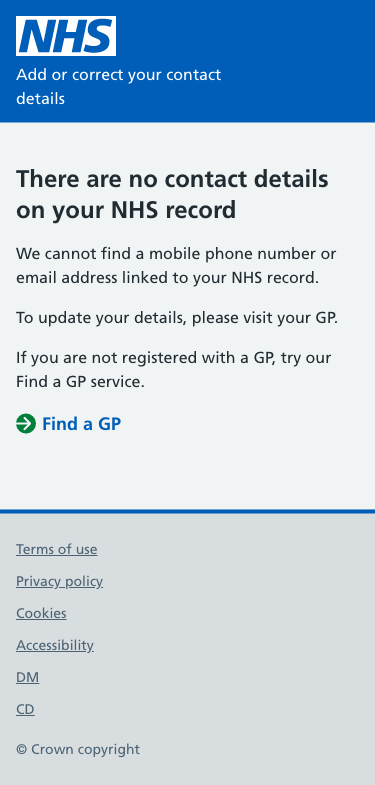 NHS
Add or correct your contact
details
There are no contact details
on your NHS record
We cannot find a mobile phone number or
email address linked to your NHS record.
To update your details, please visit your GP.
If you are not registered with a GP, try our
Find a GP service.
Find a GP
Terms of use
Privacy policy
Cookies
Accessibility
DM
CD
© Crown copyright